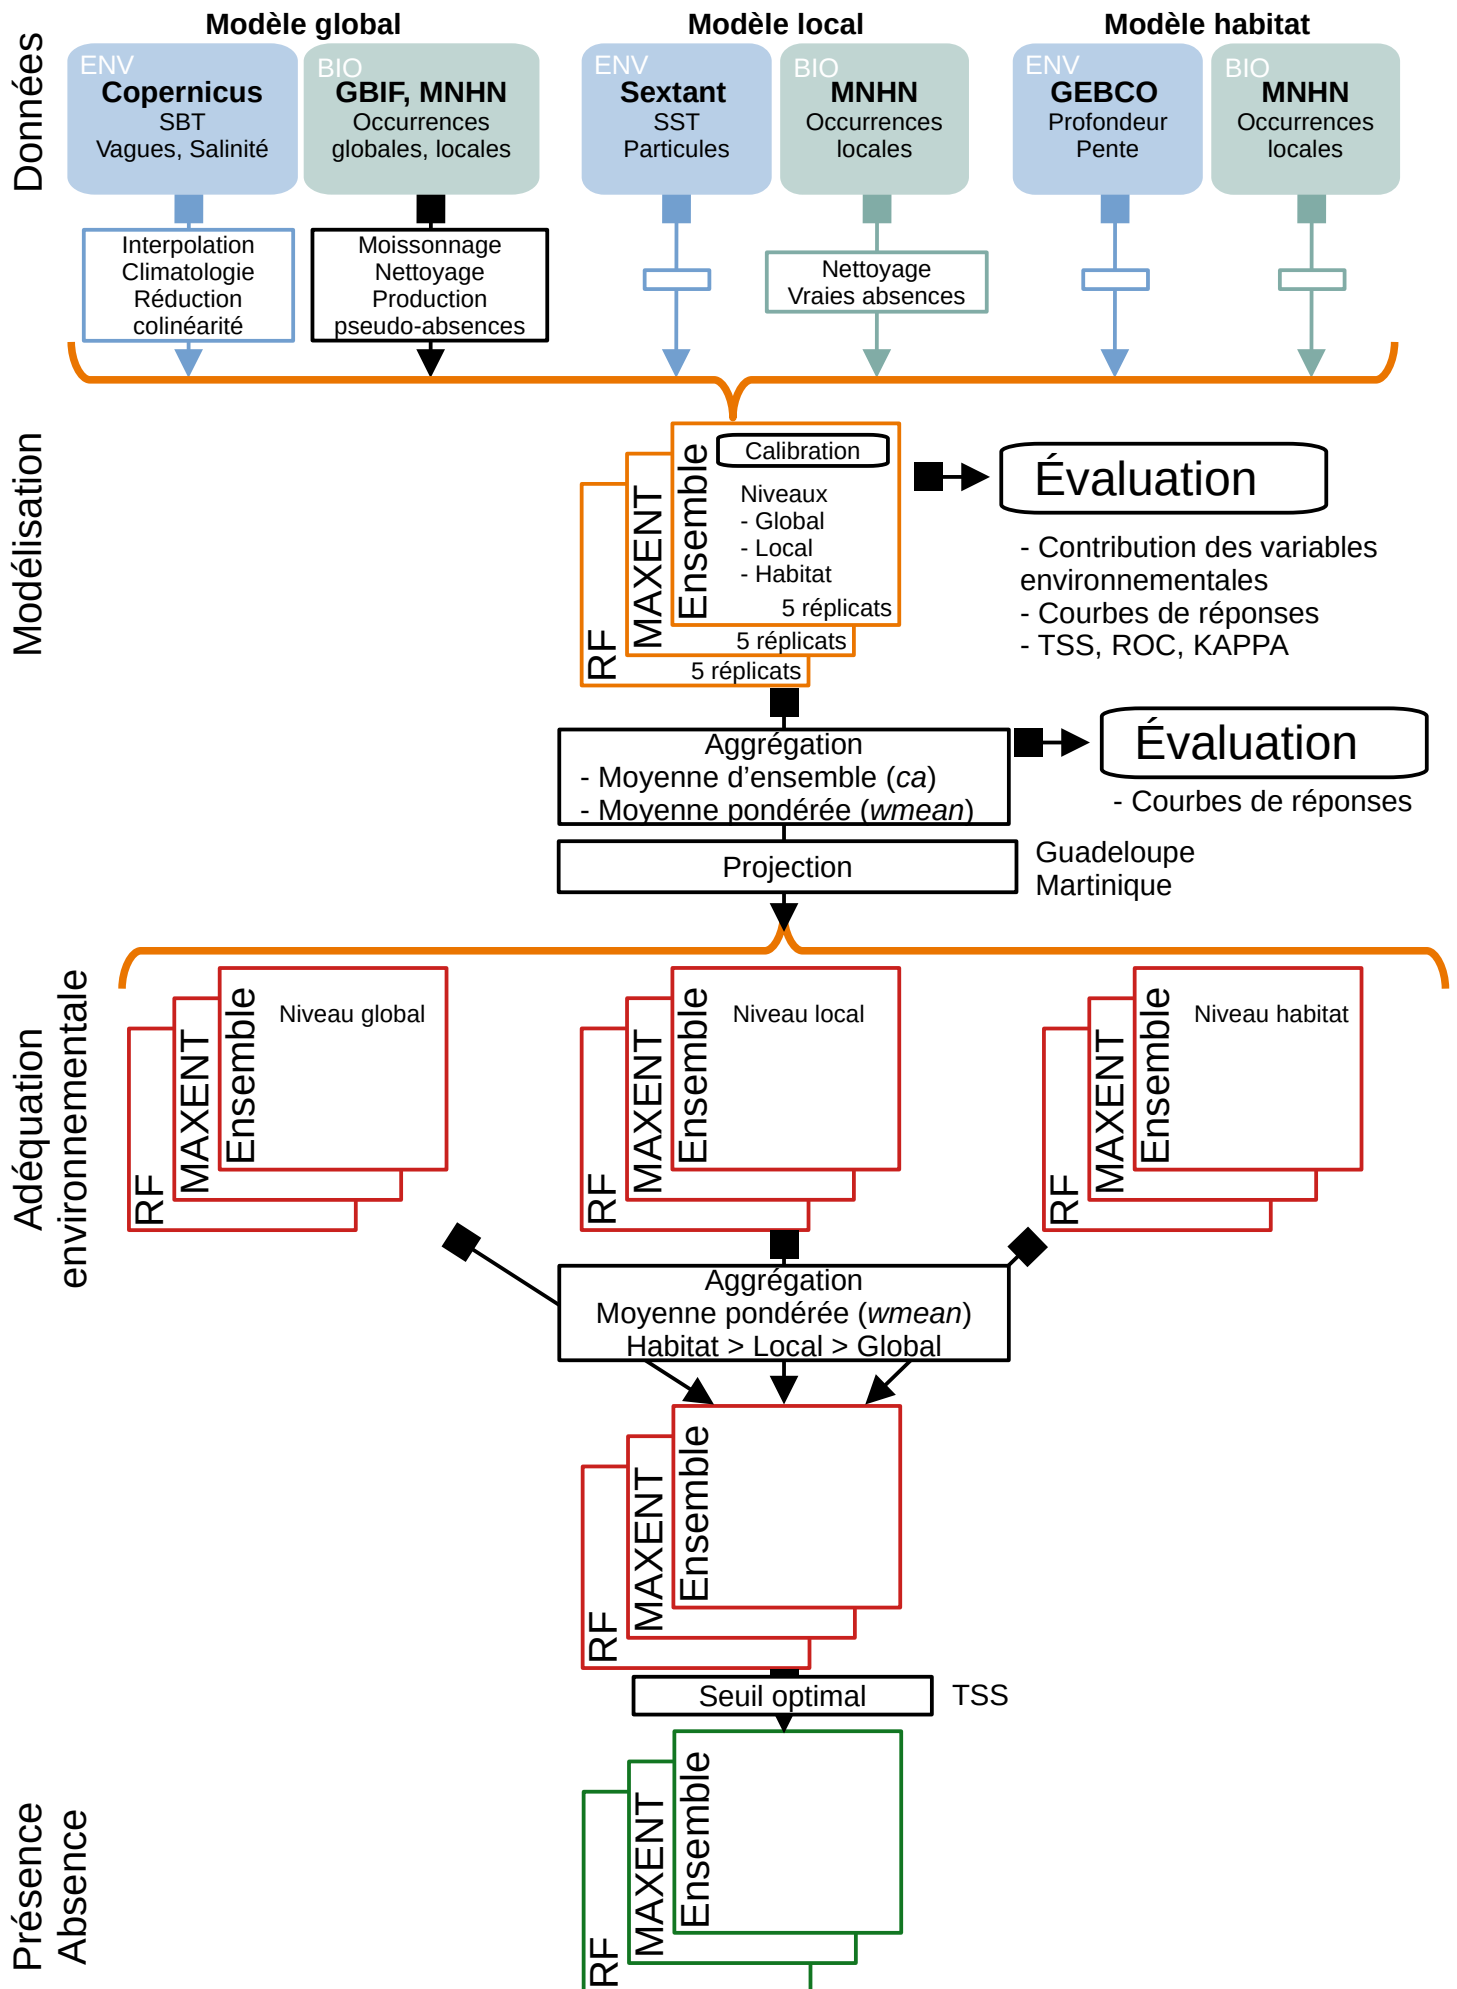 Modèle global
Modèle local
Modèle habitat
Données
ENV
Copernicus
SBT
Vagues, Salinité
BIO
GBIF, MNHN
Occurrences
globales, locales
ENV
Sextant
SST
Particules
BIO
MNHN
Occurrences
locales
ENV
GEBCO
Profondeur
Pente
BIO
MNHN
Occurrences
locales
Interpolation
Climatologie
Réduction
colinéarité
Moissonnage
Nettoyage
Production
pseudo-absences
Nettoyage
Vraies absences
Modélisation
RF
MAXENT
Ensemble
Calibration
Niveaux
- Global
- Local
- Habitat
5 réplicats
5 réplicats
5 réplicats
Évaluation
- Contribution des variables
environnementales
- Courbes de réponses
- TSS, ROC, KAPPA
Aggrégation
- Moyenne d’ensemble (ca)
- Moyenne pondérée (wmean)
Évaluation
- Courbes de réponses
Projection
Guadeloupe
Martinique
Adéquation
environnementale
RF
MAXENT
Ensemble
Niveau global
RF
MAXENT
Ensemble
Niveau local
RF
MAXENT
Ensemble
Niveau habitat
Aggrégation
Moyenne pondérée (wmean)
Habitat > Local > Global
RF
MAXENT
Ensemble
Seuil optimal
TSS
Présence
Absence
RF
MAXENT
Ensemble